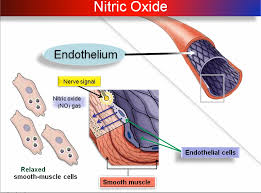 Nitric Oxide
Endothelium
Nerve signal
Nitric oxide
(NO) gas
Endothelial cells
Relaxed
smooth-muscle cells
Smooth muscle